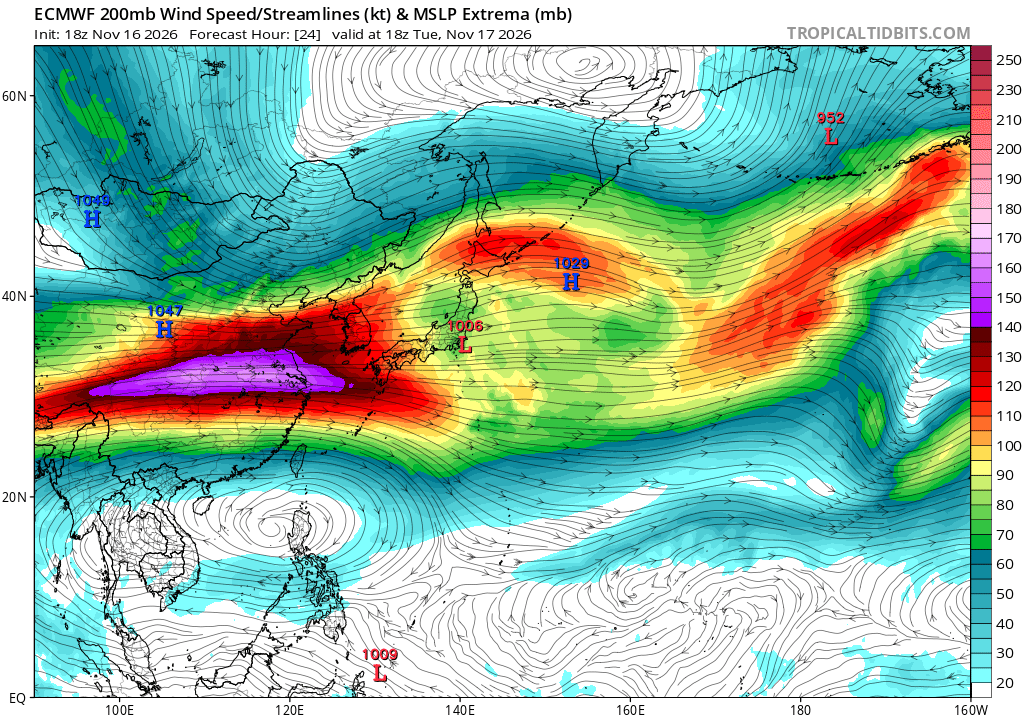 ECMWF 200mb Wind Speed/Streamlines (kt) & MSLP Extrema (mb)
Init: 18z Nov 16 2026 Forecast Hour: [24] valid at 18z Tue, Nov 17 2026
TROPICALTIDBITS.COM
60N
40N
20N
EQ
100E
120E
140E
160E
180
160W
952
L
1049
H
1029
H
1047
H
1006
L
1009
L
250
230
210
200
190
180
170
160
150
140
130
120
110
100
90
80
70
60
50
40
30
20